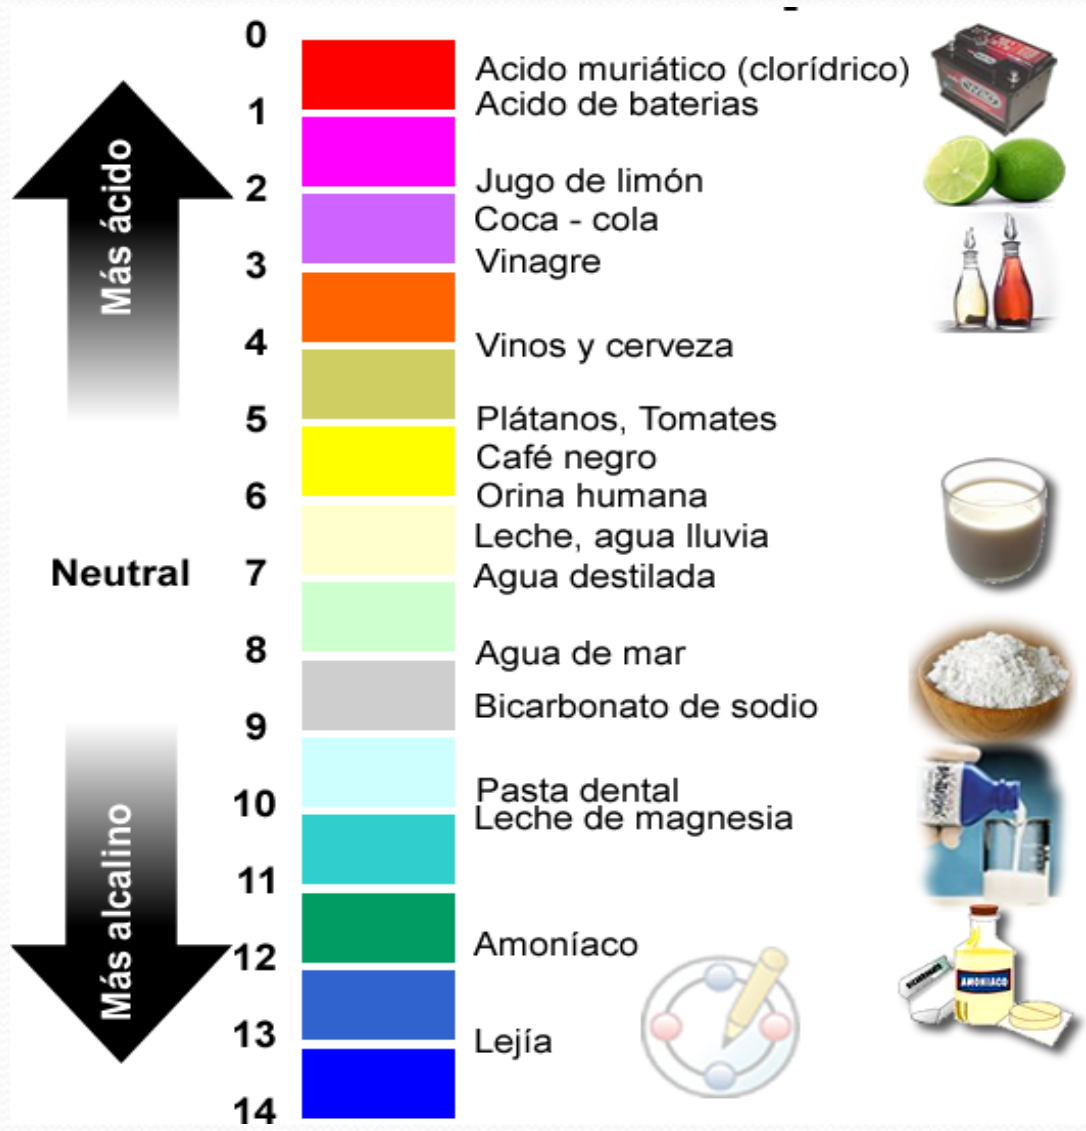 0
Acido muriático (clorídrico)
1
Acido de baterias
2
Jugo de limón
Coca - cola
3
Vinagre
4
Vinos y cerveza
5
Plátanos, Tomates
Café negro
6
Orina humana
Leche, agua lluvia
7
Agua destilada
8
Agua de mar
Bicarbonato de sodio
9
10
Pasta dental
Leche de magnesia
11
12
Amoníaco
13
Lejía
14
Más ácido
Neutral
Más alcalino
AMONIACO